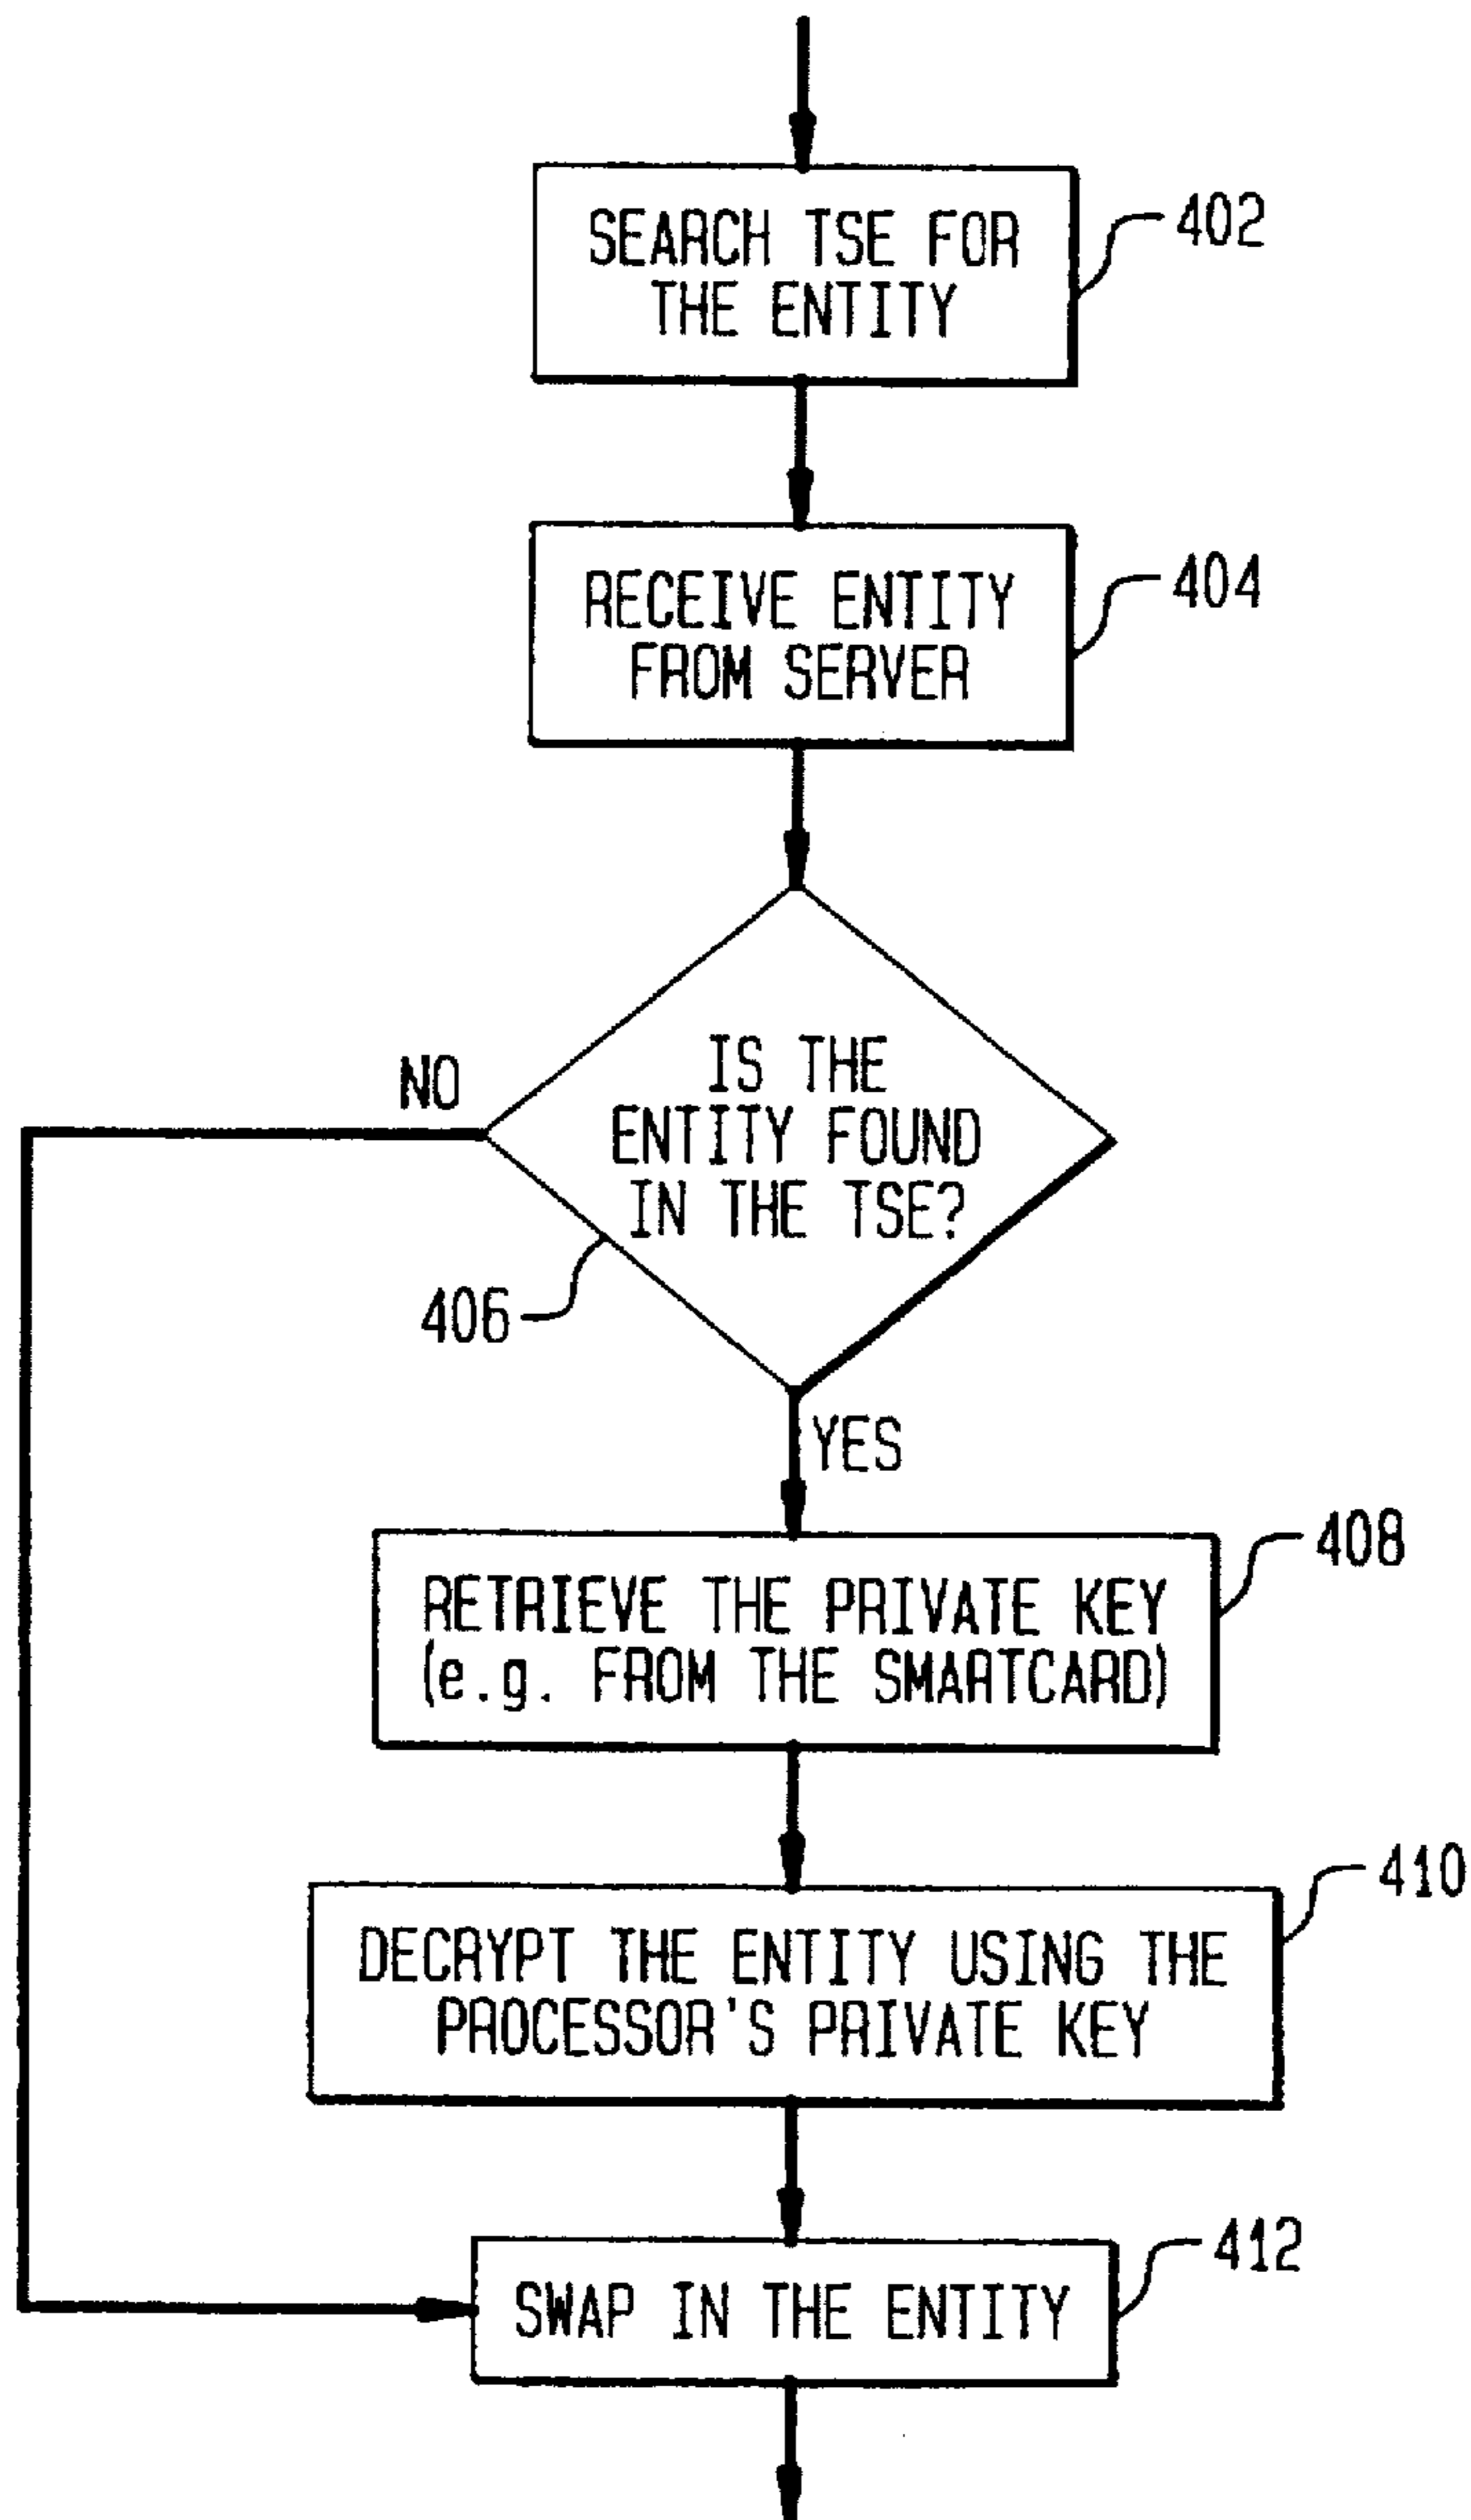 SEARCH TSE FOR
THE ENTITY
402
RECEIVE ENTITY
FROM SERVER
404
IS THE
ENTITY FOUND
IN THE TSE?
NO
406
YES
RETRIEVE THE PRIVATE KEY
(e.g. FROM THE SMARTCARD)
408
DECRYPT THE ENTITY USING THE
PROCESSOR'S PRIVATE KEY
410
SWAP IN THE ENTITY
412